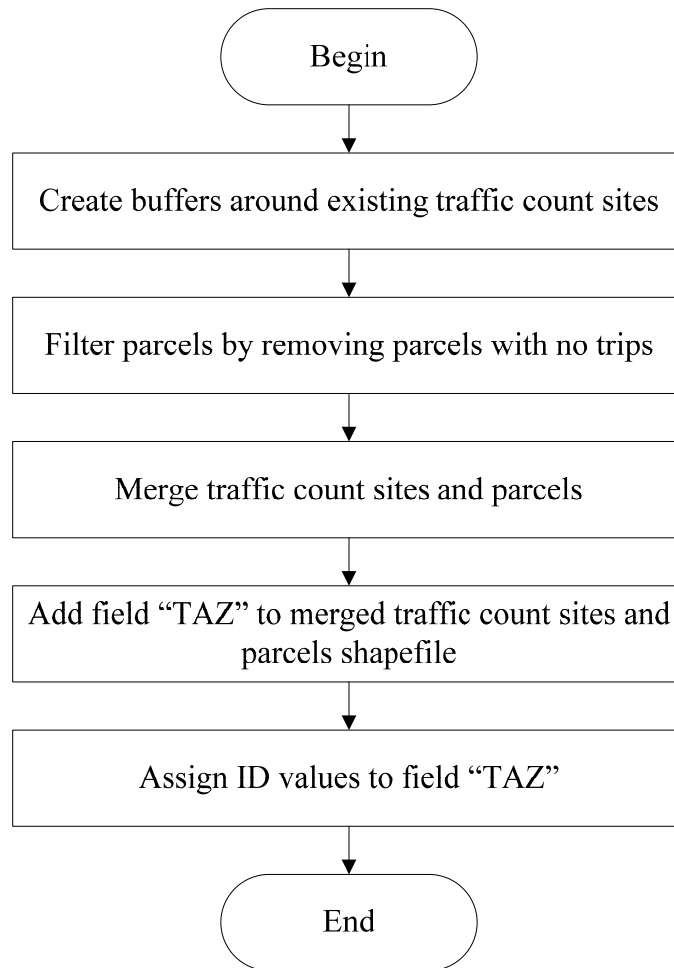 Begin
Create buffers around existing traffic count sites
Filter parcels by removing parcels with no trips
Merge traffic count sites and parcels
Add field “TAZ” to merged traffic count sites and
parcels shapefile
Assign ID values to field “TAZ”
End